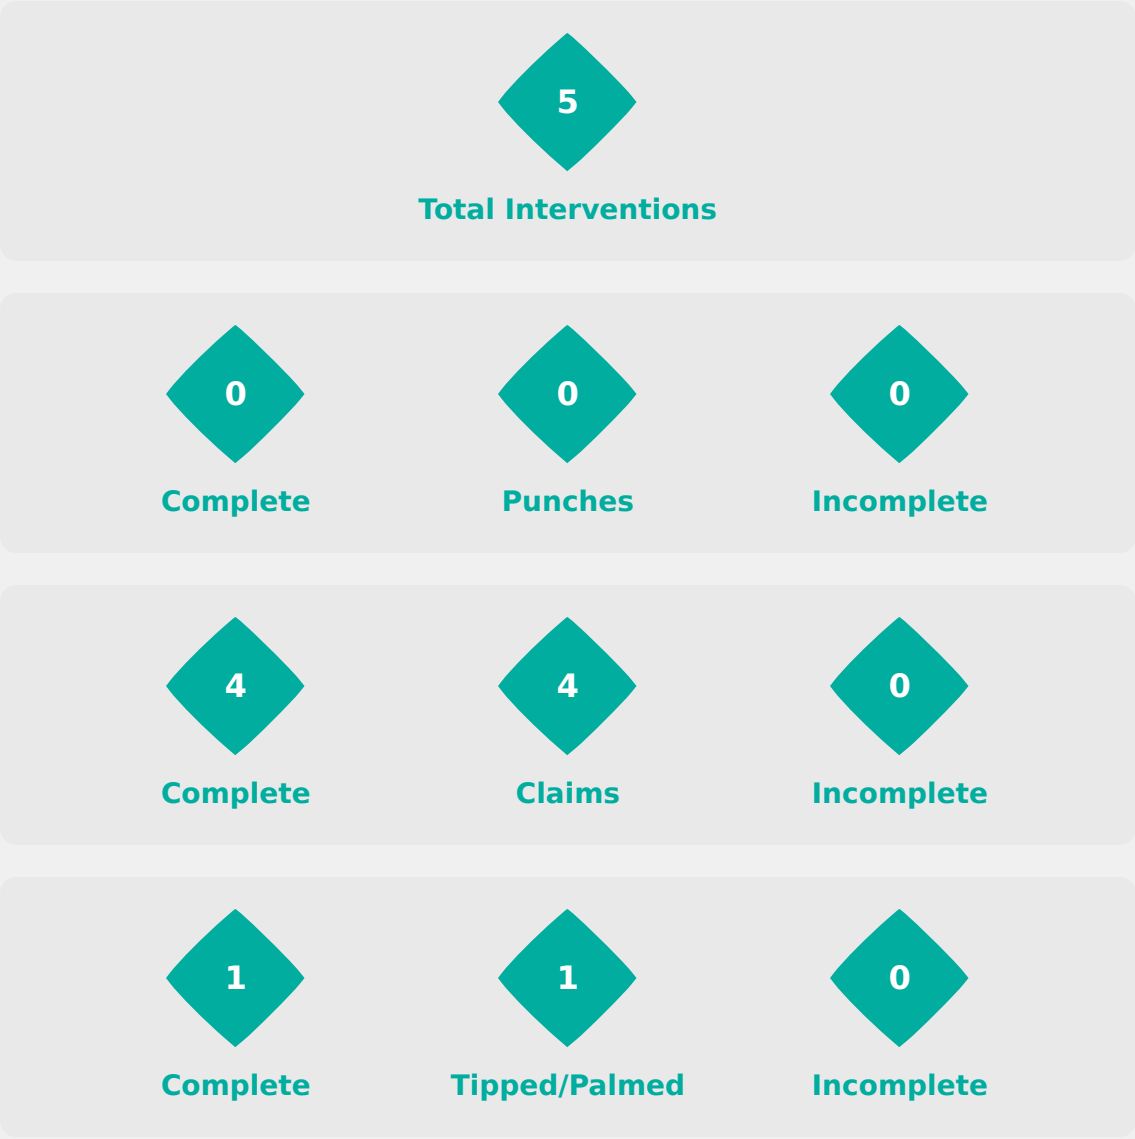 5
Total Interventions
0 0 0
Complete Punches Incomplete
4 4 0
Complete Claims Incomplete
1 1 0
Complete Tipped/Palmed Incomplete